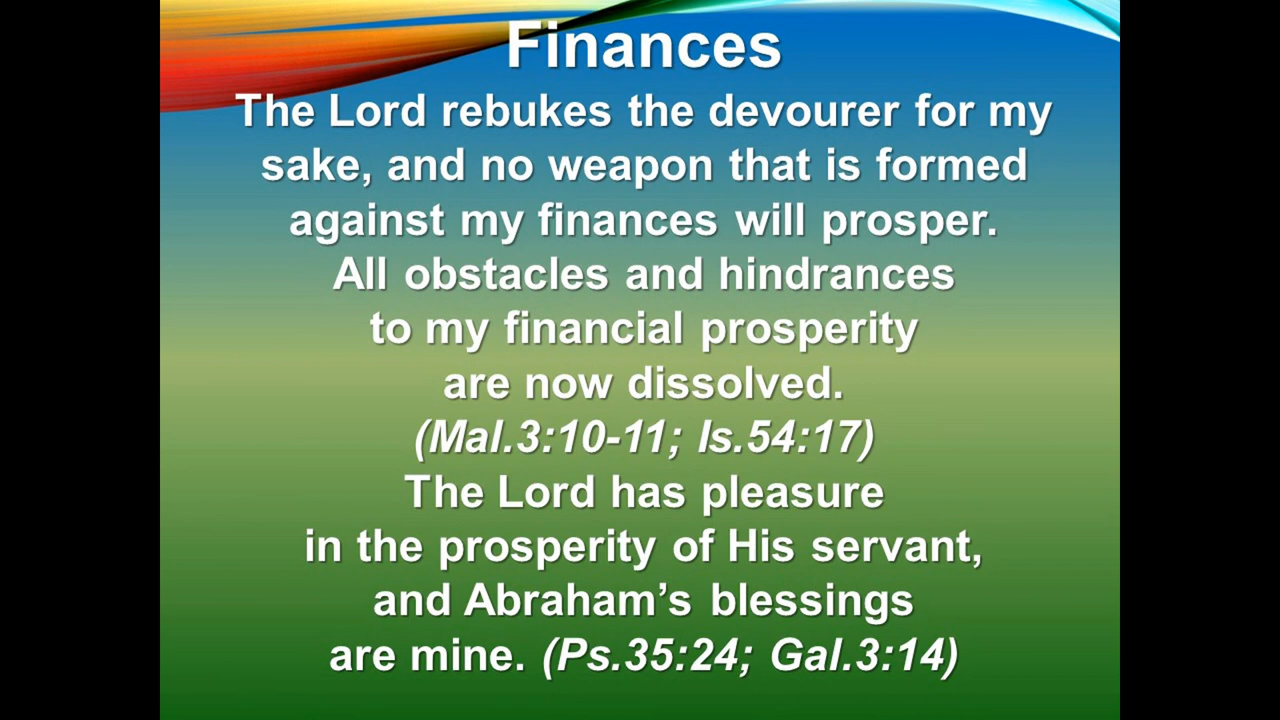 Finances
The Lord rebukes the devourer for my
sake, and no weapon that is formed
against my finances will prosper.
All obstacles and hindrances
to my financial prosperity
are now dissolved.
(Mal.3:10-11; Is.54:17)
The Lord has pleasure
in the prosperity of His servant,
and Abraham’s blessings
are mine. (Ps.35:24; Gal.3:14)